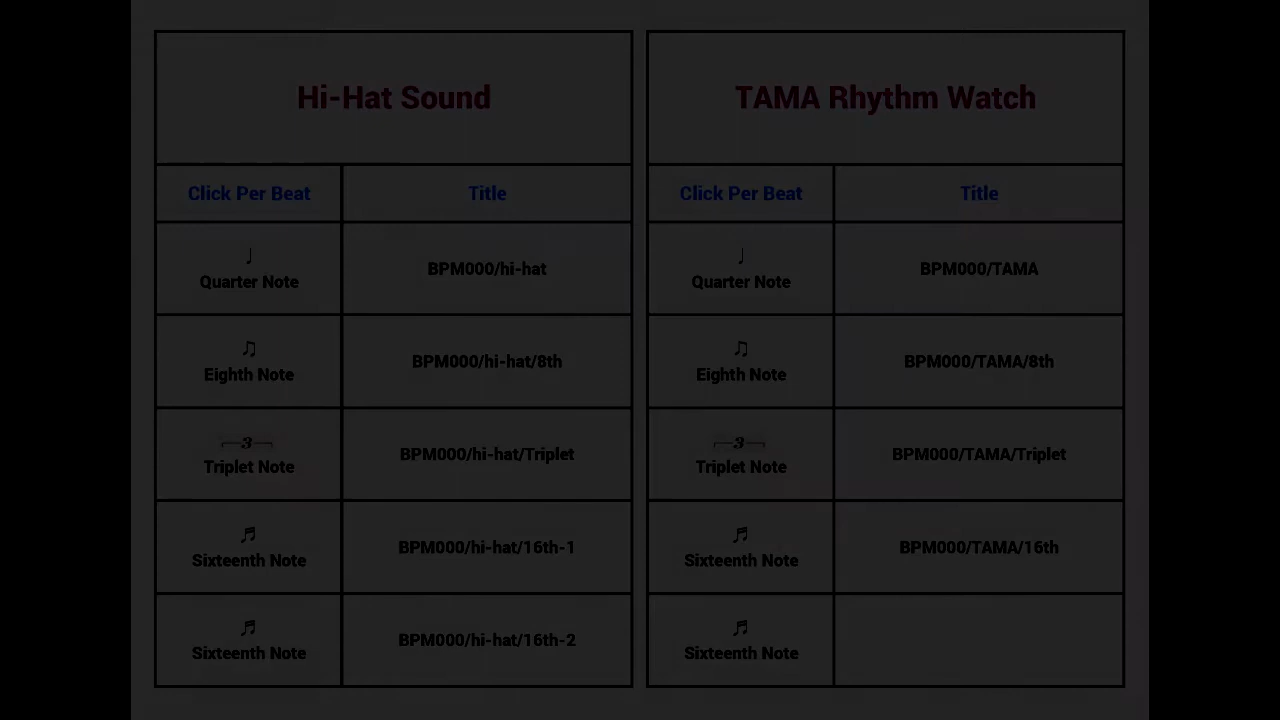 Hi-Hat Sound
Click Per Beat Title
♩
Quarter Note BPM000/hi-hat
♫
Eighth Note BPM000/hi-hat/8th
3
Triplet Note BPM000/hi-hat/Triplet
♬
Sixteenth Note BPM000/hi-hat/16th-1
♬
Sixteenth Note BPM000/hi-hat/16th-2
TAMA Rhythm Watch
Click Per Beat Title
♩
Quarter Note BPM000/TAMA
♫
Eighth Note BPM000/TAMA/8th
3
Triplet Note BPM000/TAMA/Triplet
♬
Sixteenth Note BPM000/TAMA/16th
♬
Sixteenth Note